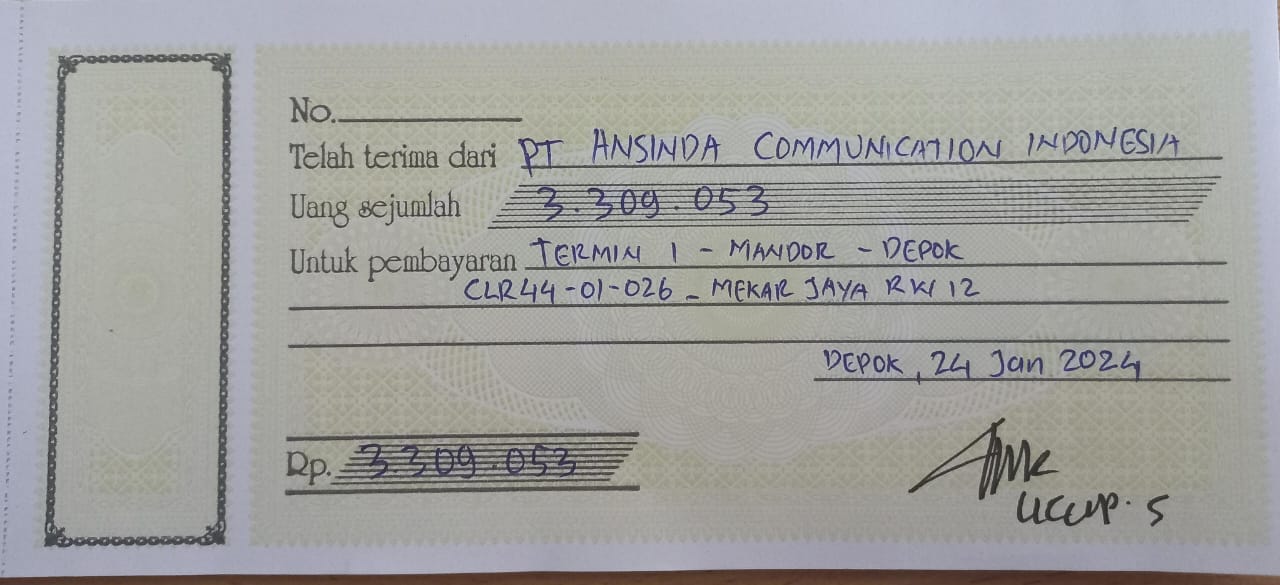 No.
Telah terima dari PT ANSINDA COMMUNICATION INDONESIA
Uang sejumlah 3.309.053
Untuk pembayaran TERMIN 1 - MANDOR - DEPOK
CLR44-01-026 - MEKAR JAYA RW 12
DEPOK, 24 Jan 2024
Rp. 3.309.053
UCUP. S